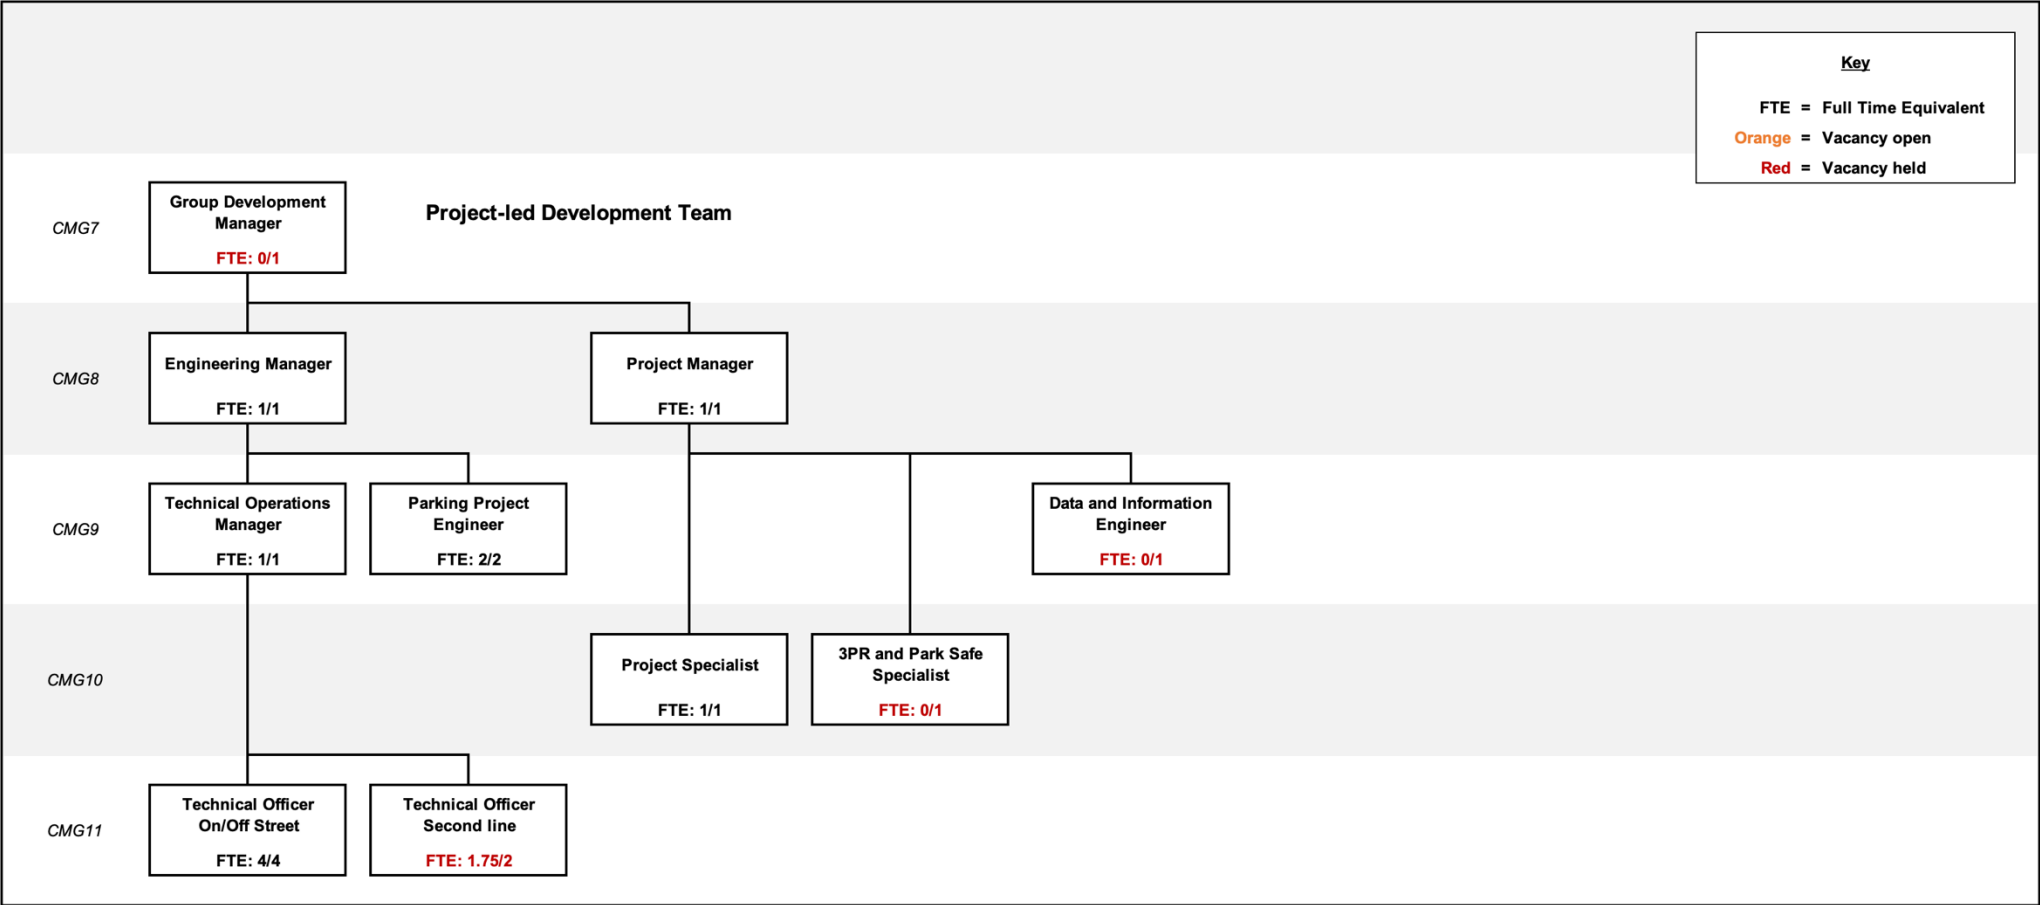 Key
FTE = Full Time Equivalent
Orange = Vacancy open
Red = Vacancy held
Project-led Development Team
CMG7
Group Development
Manager
FTE: 0/1
CMG8
Engineering Manager
FTE: 1/1
Project Manager
FTE: 1/1
CMG9
Technical Operations
Manager
FTE: 1/1
Parking Project
Engineer
FTE: 2/2
Data and Information
Engineer
FTE: 0/1
CMG10
Project Specialist
FTE: 1/1
3PR and Park Safe
Specialist
FTE: 0/1
CMG11
Technical Officer
On/Off Street
FTE: 4/4
Technical Officer
Second line
FTE: 1.75/2